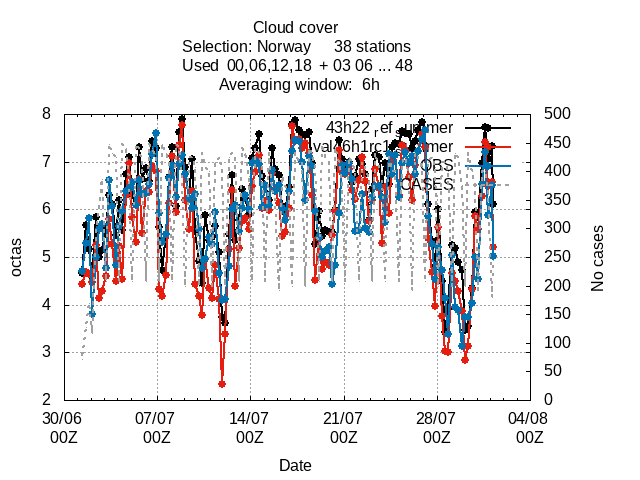 Cloud cover
Selection: Norway 38 stations
Used 00,06,12,18 + 03 06 ... 48
Averaging window: 6h
8
7
6
5
4
3
2
500
450
400
350
300
250
200
150
100
50
0
octas
No cases
OBS
CASES
30/06 07/07 14/07 21/07 28/07 04/08
00Z 00Z 00Z 00Z 00Z 00Z
Date